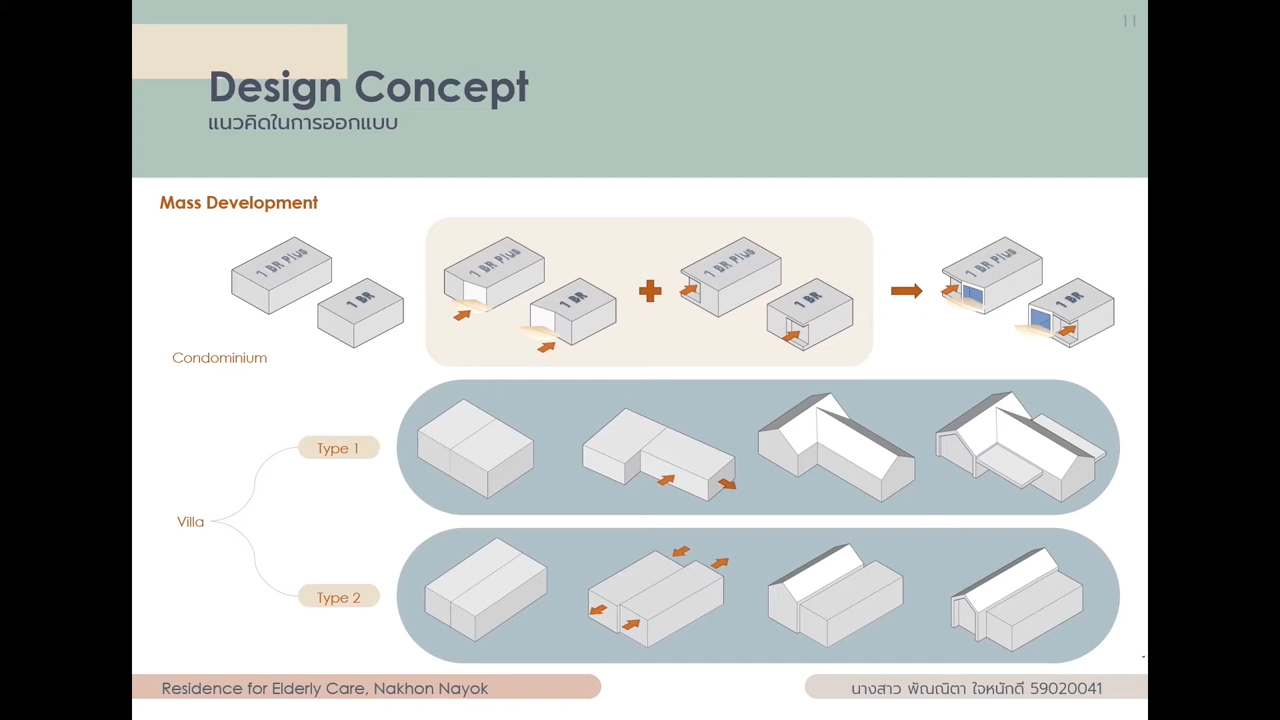 11
Design Concept
แนวคิดในการออกแบบ
Mass Development
1 BR Plus
1 BR
1 BR Plus
1 BR
1 BR Plus
1 BR
1 BR Plus
1 BR
Condominium
Type 1
Villa
Type 2
Residence for Elderly Care, Nakhon Nayok
นางสาว พัณณิตา ใจหนักดี 59020041